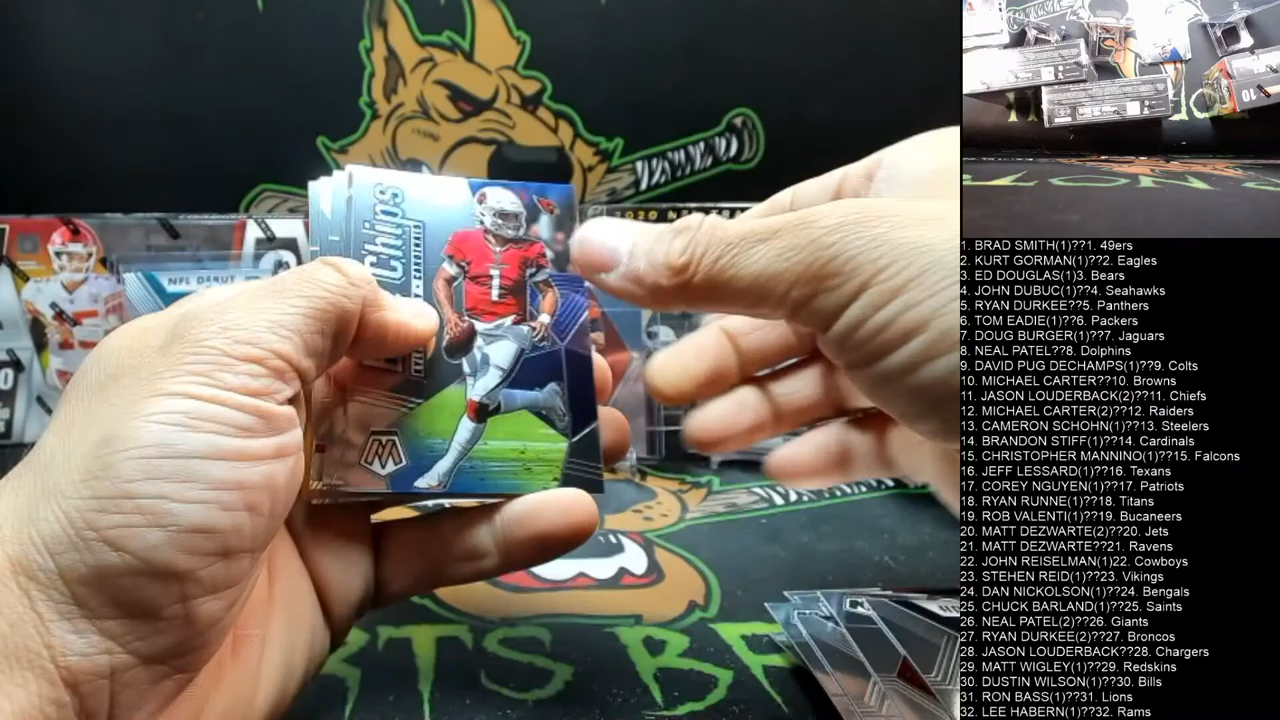 Chips
CARDINALS
KYLE
1
M
NFL DEBUT
2020 N
RTS B
10
1. BRAD SMITH(1)??1. 49ers
2. KURT GORMAN(1)??2. Eagles
3. ED DOUGLAS(1)3. Bears
4. JOHN DUBUC(1)??4. Seahawks
5. RYAN DURKEE??5. Panthers
6. TOM EADIE(1)??6. Packers
7. DOUG BURGER(1)??7. Jaguars
8. NEAL PATEL??8. Dolphins
9. DAVID PUG DECHAMPS(1)??9. Colts
10. MICHAEL CARTER??10. Browns
11. JASON LOUDERBACK(2)??11. Chiefs
12. MICHAEL CARTER(2)??12. Raiders
13. CAMERON SCHOHN(1)??13. Steelers
14. BRANDON STIFF(1)??14. Cardinals
15. CHRISTOPHER MANNINO(1)??15. Falcons
16. JEFF LESSARD(1)??16. Texans
17. COREY NGUYEN(1)??17. Patriots
18. RYAN RUNNE(1)??18. Titans
19. ROB VALENTI(1)??19. Bucaneers
20. MATT DEZWARTE(2)??20. Jets
21. MATT DEZWARTE??21. Ravens
22. JOHN REISELMAN(1)22. Cowboys
23. STEHEN REID(1)??23. Vikings
24. DAN NICKOLSON(1)??24. Bengals
25. CHUCK BARLAND(1)??25. Saints
26. NEAL PATEL(2)??26. Giants
27. RYAN DURKEE(2)??27. Broncos
28. JASON LOUDERBACK??28. Chargers
29. MATT WIGLEY(1)??29. Redskins
30. DUSTIN WILSON(1)??30. Bills
31. RON BASS(1)??31. Lions
32. LEE HABERN(1)??32. Rams